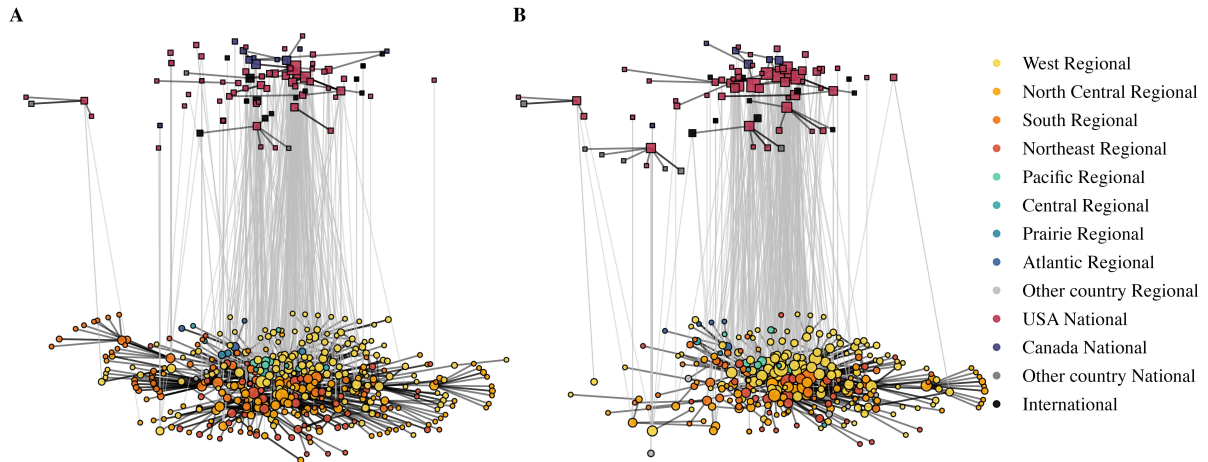 A
B
West Regional
North Central Regional
South Regional
Northeast Regional
Pacific Regional
Central Regional
Prairie Regional
Atlantic Regional
Other country Regional
USA National
Canada National
Other country National
International